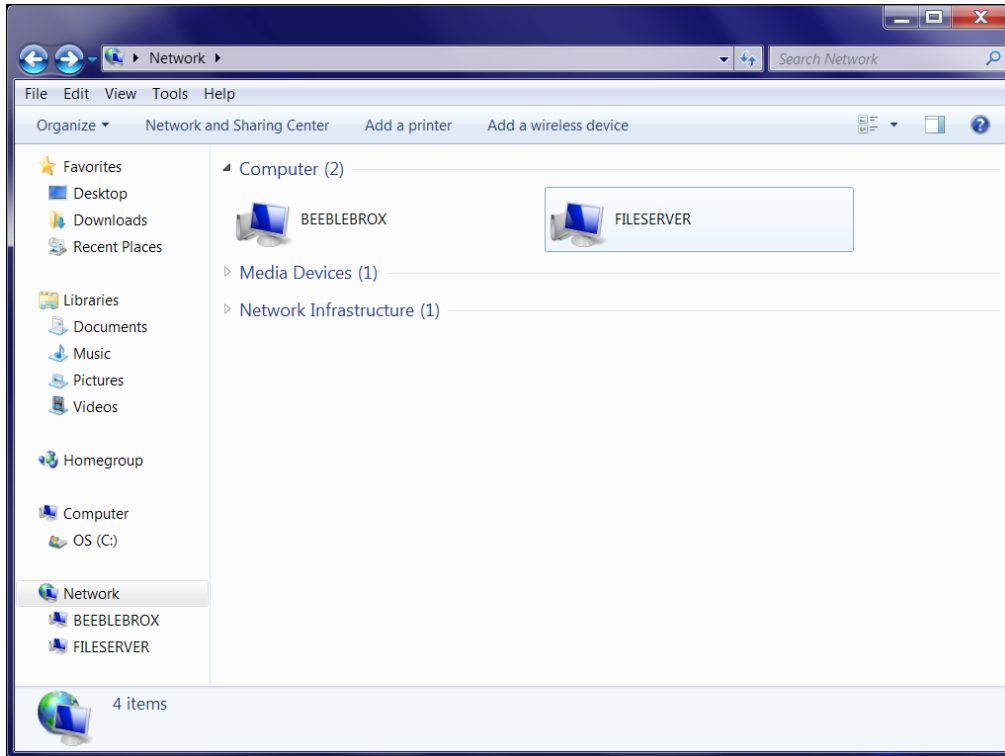 Network
Search Network
File Edit View Tools Help
Organize Network and Sharing Center Add a printer Add a wireless device
Favorites
Desktop
Downloads
Recent Places
Libraries
Documents
Music
Pictures
Videos
Homegroup
Computer
OS (C:)
Network
BEEBLEBROX
FILESERVER
Computer (2)
BEEBLEBROX FILESERVER
Media Devices (1)
Network Infrastructure (1)
4 items